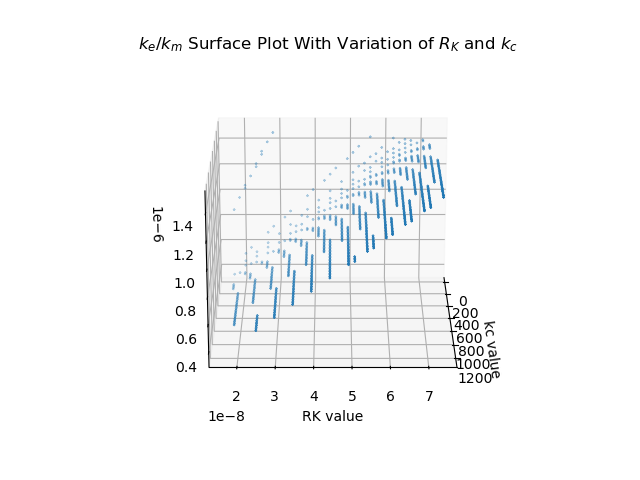 k_e/k_m Surface Plot With Variation of R_K and k_c
1e−6
1.4
1.2
1.0
0.8
0.6
0.4
0
200
400
600
800
1000
1200
kc value
2 3 4 5 6 7
1e−8 RK value